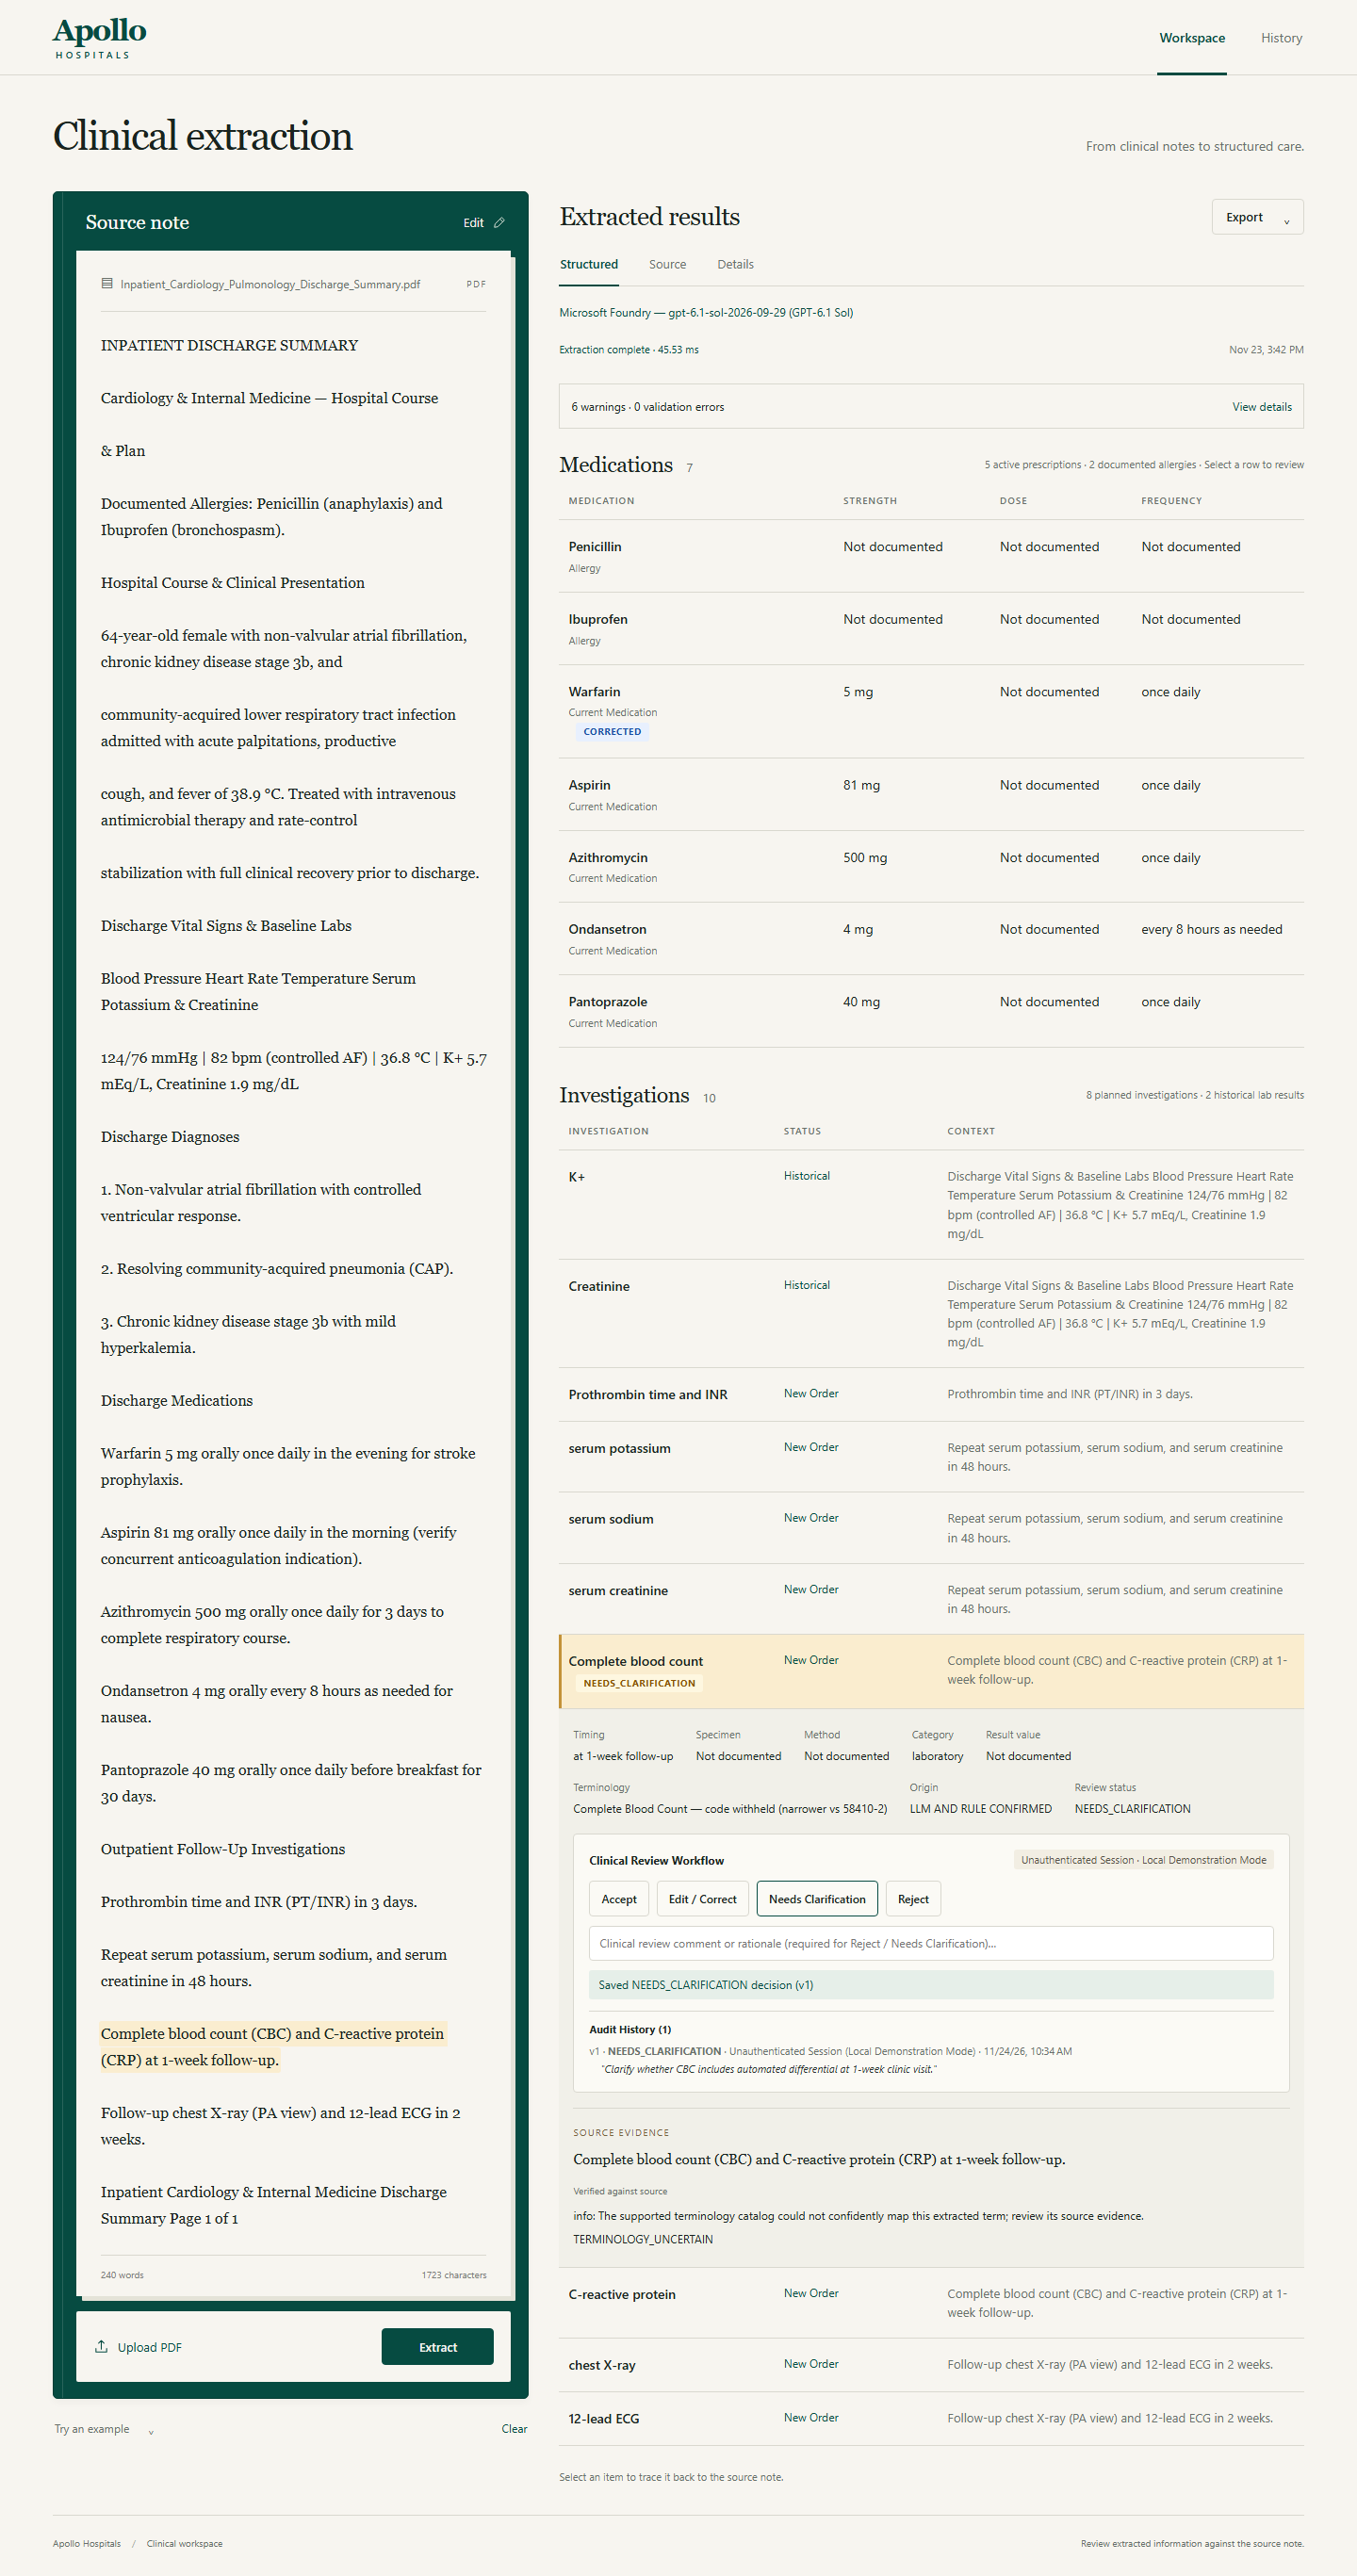 Apollo
HOSPITALS
Workspace
History
Clinical extraction
From clinical notes to structured care.
Source note
Edit
Inpatient_Cardiology_Pulmonology_Discharge_Summary.pdf
PDF
INPATIENT DISCHARGE SUMMARY
Cardiology & Internal Medicine — Hospital Course
& Plan
Documented Allergies: Penicillin (anaphylaxis) and
Ibuprofen (bronchospasm).
Hospital Course & Clinical Presentation
64-year-old female with non-valvular atrial fibrillation,
chronic kidney disease stage 3b, and
community-acquired lower respiratory tract infection
admitted with acute palpitations, productive
cough, and fever of 38.9 °C. Treated with intravenous
antimicrobial therapy and rate-control
stabilization with full clinical recovery prior to discharge.
Discharge Vital Signs & Baseline Labs
Blood Pressure Heart Rate Temperature Serum
Potassium & Creatinine
124/76 mmHg | 82 bpm (controlled AF) | 36.8 °C | K+ 5.7
mEq/L, Creatinine 1.9 mg/dL
Discharge Diagnoses
1. Non-valvular atrial fibrillation with controlled
ventricular response.
2. Resolving community-acquired pneumonia (CAP).
3. Chronic kidney disease stage 3b with mild
hyperkalemia.
Discharge Medications
Warfarin 5 mg orally once daily in the evening for stroke
prophylaxis.
Aspirin 81 mg orally once daily in the morning (verify
concurrent anticoagulation indication).
Azithromycin 500 mg orally once daily for 3 days to
complete respiratory course.
Ondansetron 4 mg orally every 8 hours as needed for
nausea.
Pantoprazole 40 mg orally once daily before breakfast for
30 days.
Outpatient Follow-Up Investigations
Prothrombin time and INR (PT/INR) in 3 days.
Repeat serum potassium, serum sodium, and serum
creatinine in 48 hours.
Complete blood count (CBC) and C-reactive protein
(CRP) at 1-week follow-up.
Follow-up chest X-ray (PA view) and 12-lead ECG in 2
weeks.
Inpatient Cardiology & Internal Medicine Discharge
Summary Page 1 of 1
240 words
1723 characters
Upload PDF
Extract
Try an example
Clear
Extracted results
Export
Structured
Source
Details
Microsoft Foundry — gpt-6.1-sol-2026-09-29 (GPT-6.1 Sol)
Extraction complete · 45.53 ms
Nov 23, 3:42 PM
6 warnings · 0 validation errors
View details
Medications 7
5 active prescriptions · 2 documented allergies · Select a row to review
MEDICATION STRENGTH DOSE FREQUENCY
Penicillin Not documented Not documented Not documented
Allergy
Ibuprofen Not documented Not documented Not documented
Allergy
Warfarin 5 mg Not documented once daily
Current Medication
CORRECTED
Aspirin 81 mg Not documented once daily
Current Medication
Azithromycin 500 mg Not documented once daily
Current Medication
Ondansetron 4 mg Not documented every 8 hours as needed
Current Medication
Pantoprazole 40 mg Not documented once daily
Current Medication
Investigations 10
8 planned investigations · 2 historical lab results
INVESTIGATION STATUS CONTEXT
K+ Historical Discharge Vital Signs & Baseline Labs Blood Pressure Heart Rate
Temperature Serum Potassium & Creatinine 124/76 mmHg | 82
bpm (controlled AF) | 36.8 °C | K+ 5.7 mEq/L, Creatinine 1.9
mg/dL
Creatinine Historical Discharge Vital Signs & Baseline Labs Blood Pressure Heart Rate
Temperature Serum Potassium & Creatinine 124/76 mmHg | 82
bpm (controlled AF) | 36.8 °C | K+ 5.7 mEq/L, Creatinine 1.9
mg/dL
Prothrombin time and INR New Order Prothrombin time and INR (PT/INR) in 3 days.
serum potassium New Order Repeat serum potassium, serum sodium, and serum creatinine
in 48 hours.
serum sodium New Order Repeat serum potassium, serum sodium, and serum creatinine
in 48 hours.
serum creatinine New Order Repeat serum potassium, serum sodium, and serum creatinine
in 48 hours.
Complete blood count New Order Complete blood count (CBC) and C-reactive protein (CRP) at 1-
week follow-up.
NEEDS_CLARIFICATION
Timing Specimen Method Category Result value
at 1-week follow-up Not documented Not documented laboratory Not documented
Terminology Origin Review status
Complete Blood Count — code withheld (narrower vs 58410-2) LLM AND RULE CONFIRMED NEEDS_CLARIFICATION
Clinical Review Workflow
Unauthenticated Session · Local Demonstration Mode
Accept
Edit / Correct
Needs Clarification
Reject
Clinical review comment or rationale (required for Reject / Needs Clarification)...
Saved NEEDS_CLARIFICATION decision (v1)
Audit History (1)
v1 · NEEDS_CLARIFICATION · Unauthenticated Session (Local Demonstration Mode) · 11/24/26, 10:34 AM
"Clarify whether CBC includes automated differential at 1-week clinic visit."
SOURCE EVIDENCE
Complete blood count (CBC) and C-reactive protein (CRP) at 1-week follow-up.
Verified against source
info: The supported terminology catalog could not confidently map this extracted term; review its source evidence.
TERMINOLOGY_UNCERTAIN
C-reactive protein New Order Complete blood count (CBC) and C-reactive protein (CRP) at 1-
week follow-up.
chest X-ray New Order Follow-up chest X-ray (PA view) and 12-lead ECG in 2 weeks.
12-lead ECG New Order Follow-up chest X-ray (PA view) and 12-lead ECG in 2 weeks.
Select an item to trace it back to the source note.
Apollo Hospitals / Clinical workspace
Review extracted information against the source note.